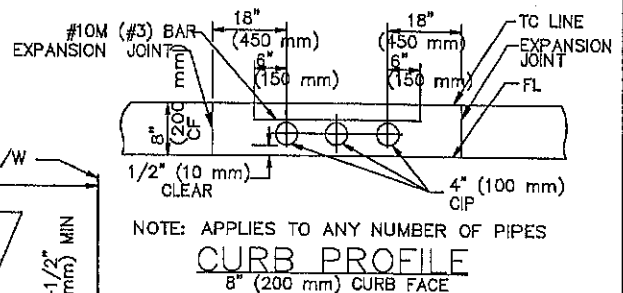 18"
(450 mm)
18"
(450 mm)
#10M (#3) BAR
EXPANSION JOINT
6"
(150 mm)
6"
(150 mm)
TC LINE
EXPANSION
JOINT
FL
8"
(200 mm)
CF
1/2" (10 mm)
CLEAR
4" (100 mm)
CIP
/W
-1/2"
mm) MIN
NOTE: APPLIES TO ANY NUMBER OF PIPES
CURB PROFILE
8" (200 mm) CURB FACE